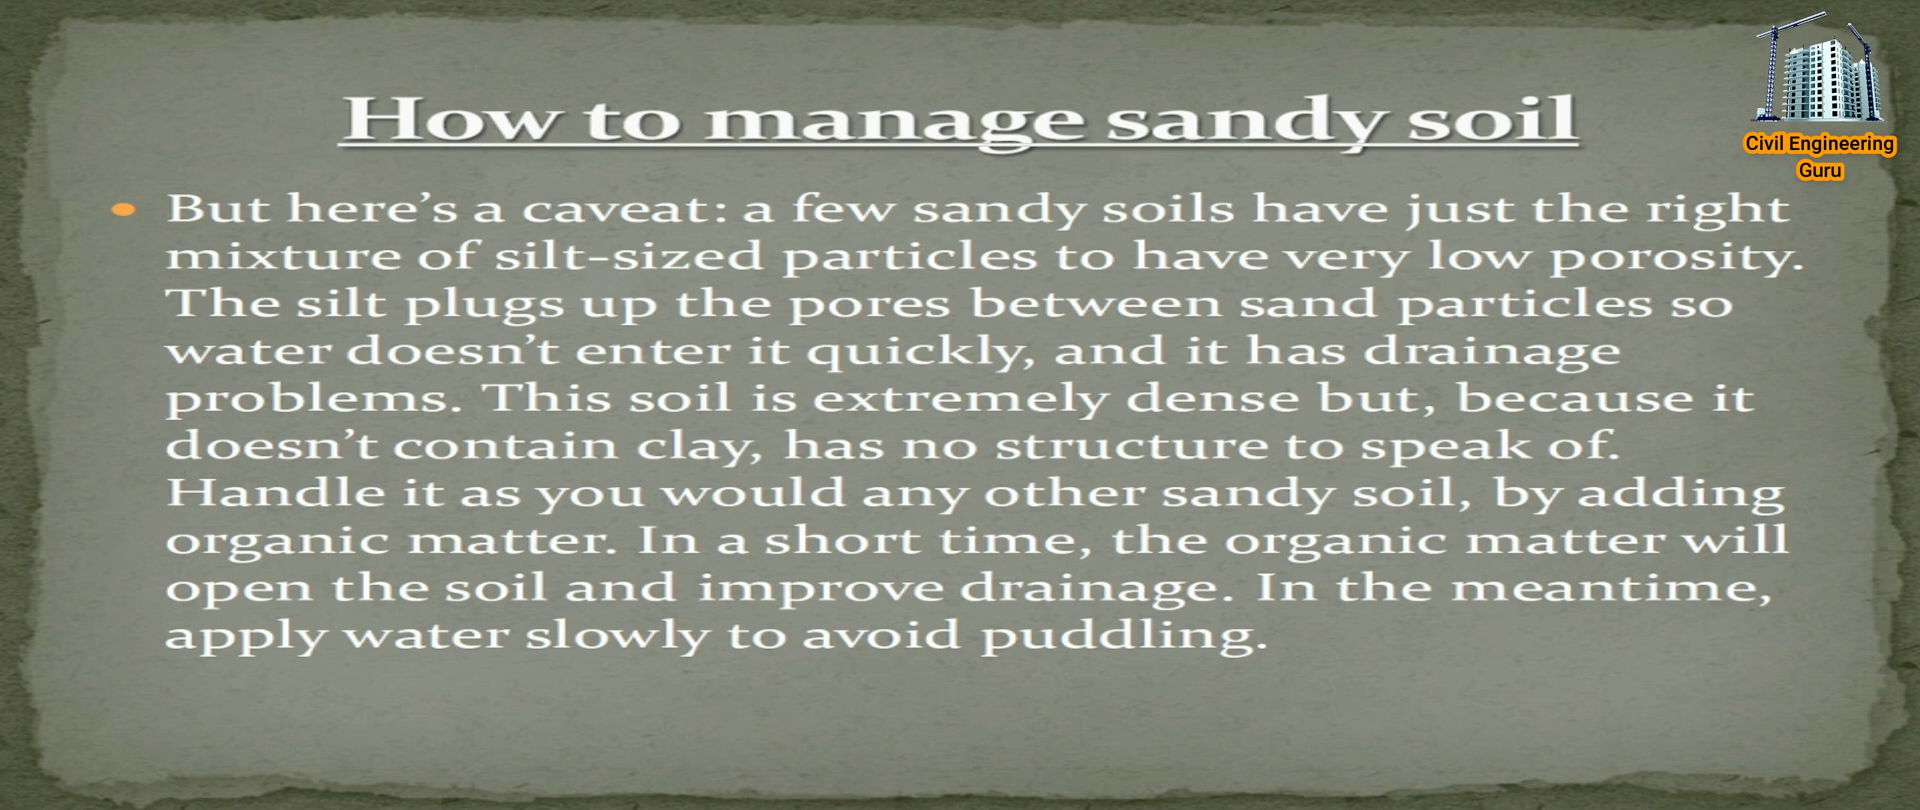 How to manage sandy soil
Civil Engineering
Guru
• But here's a caveat: a few sandy soils have just the right
mixture of silt-sized particles to have very low porosity.
The silt plugs up the pores between sand particles so
water doesn't enter it quickly, and it has drainage
problems. This soil is extremely dense but, because it
doesn't contain clay, has no structure to speak of.
Handle it as you would any other sandy soil, by adding
organic matter. In a short time, the organic matter will
open the soil and improve drainage. In the meantime,
apply water slowly to avoid puddling.